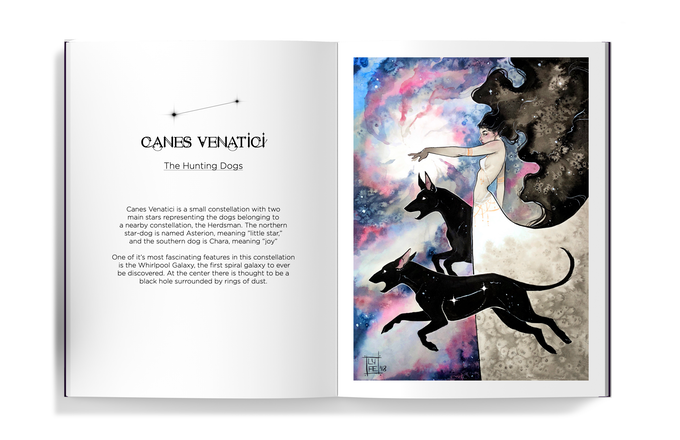 CANES VENATICI
The Hunting Dogs
Canes Venatici is a small constellation with two
main stars representing the dogs belonging to
a nearby constellation, the Herdsman. The northern
star-dog is named Asterion, meaning "little star,"
and the southern dog is Chara, meaning "joy"
One of it's most fascinating features in this constellation
is the Whirlpool Galaxy, the first spiral galaxy to ever
be discovered. At the center there is thought to be a
black hole surrounded by rings of dust.